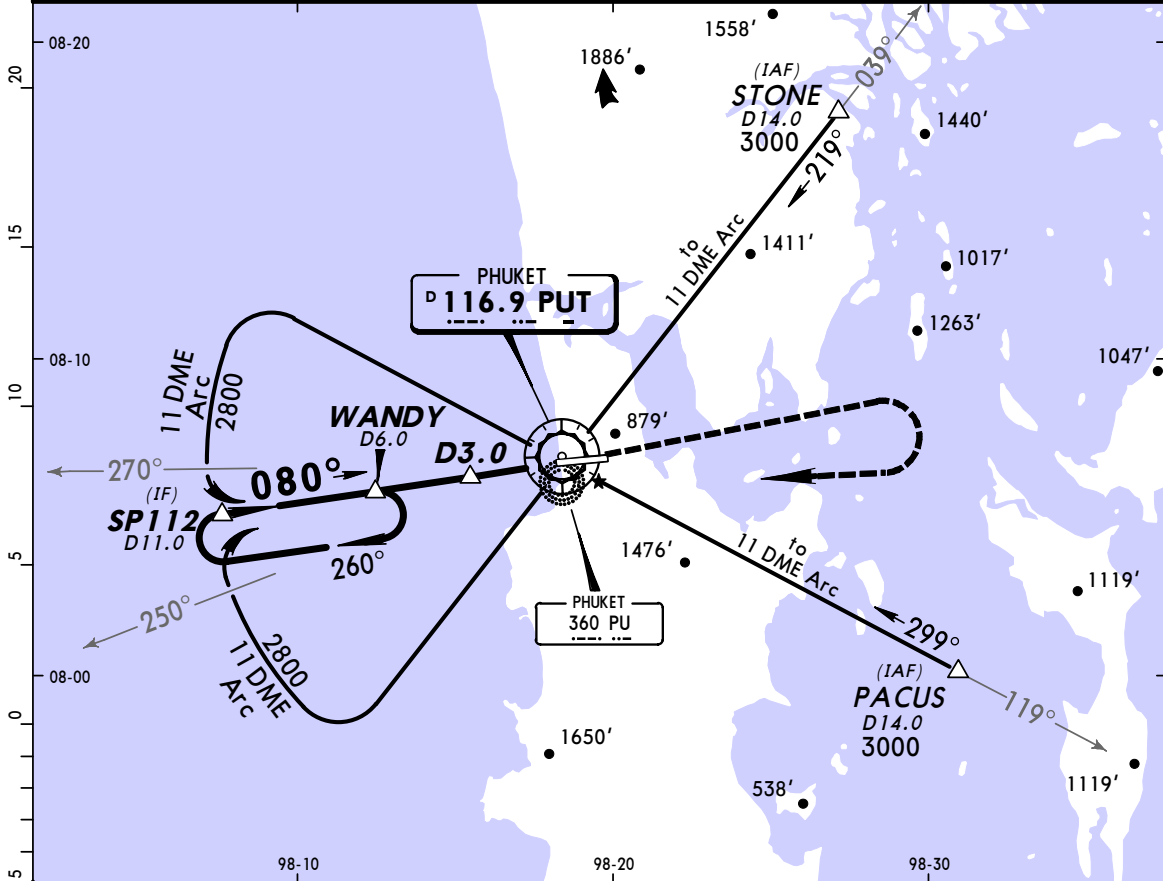 08-20
20
1558'
1886'
(IAF)
STONE
D14.0
3000
039°
1440'
219°
15
to
11 DME Arc
1411'
1017'
PHUKET
D 116.9 PUT
1263'
08-10
1047'
10
11 DME
Arc
2800
WANDY
D6.0
879'
D3.0
270°
080°
(IF)
SP112
D11.0
260°
5
1476'
to
11 DME Arc
1119'
PHUKET
360 PU
250°
299°
2800
11 DME
Arc
08-00
(IAF)
PACUS
D14.0
3000
119°
0
1650'
538'
1119'
5
98-10
98-20
98-30